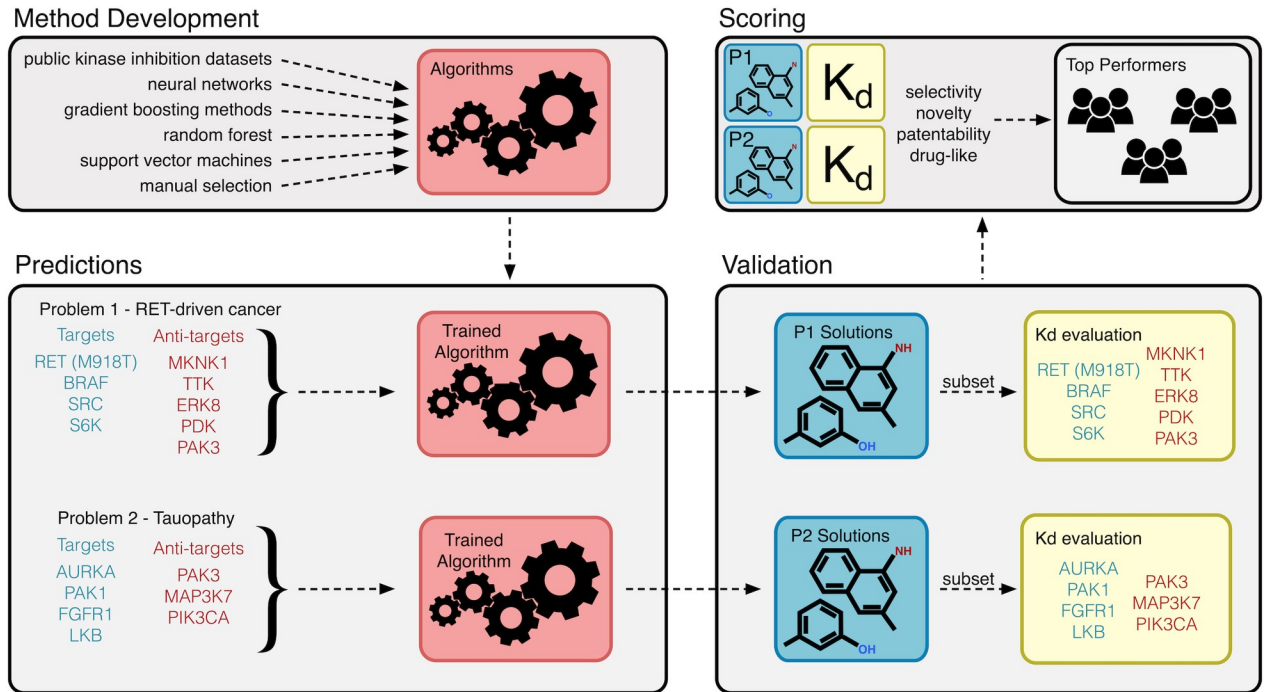 Method Development
public kinase inhibition datasets
neural networks
gradient boosting methods
random forest
support vector machines
manual selection
Algorithms
Scoring
P1
N
O
Kd
P2
N
O
Kd
selectivity
novelty
patentability
drug-like
Top Performers
Predictions
Problem 1 - RET-driven cancer
Targets
RET (M918T)
BRAF
SRC
S6K
Anti-targets
MKNK1
TTK
ERK8
PDK
PAK3
Trained
Algorithm
Problem 2 - Tauopathy
Targets
AURKA
PAK1
FGFR1
LKB
Anti-targets
PAK3
MAP3K7
PIK3CA
Trained
Algorithm
Validation
P1 Solutions
NH
OH
subset
Kd evaluation
RET (M918T)
BRAF
SRC
S6K
MKNK1
TTK
ERK8
PDK
PAK3
P2 Solutions
NH
OH
subset
Kd evaluation
AURKA
PAK1
FGFR1
LKB
PAK3
MAP3K7
PIK3CA